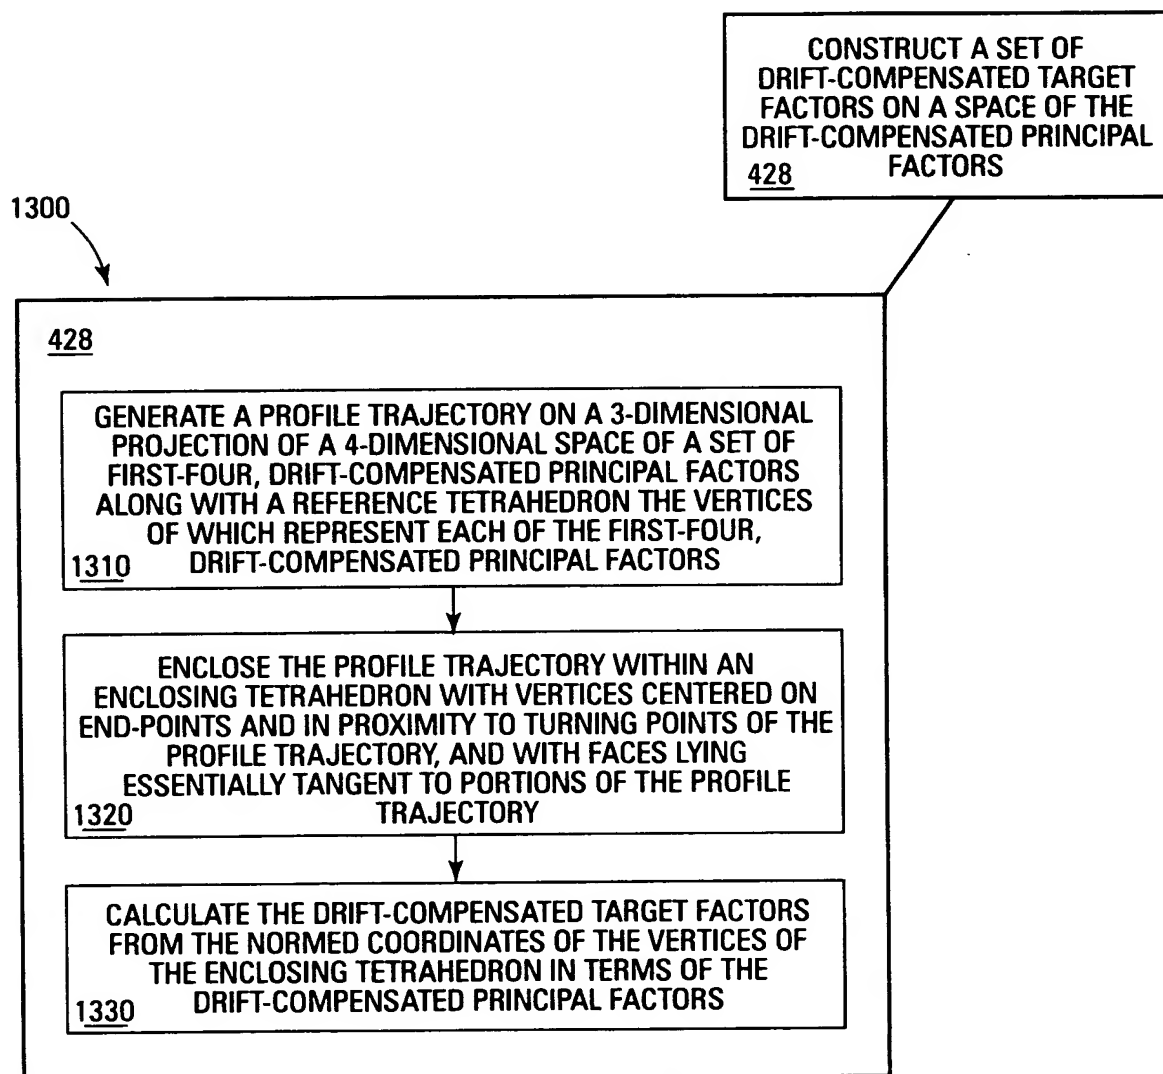 CONSTRUCT A SET OF
DRIFT-COMPENSATED TARGET
FACTORS ON A SPACE OF THE
DRIFT-COMPENSATED PRINCIPAL
FACTORS
428
1300
428
GENERATE A PROFILE TRAJECTORY ON A 3-DIMENSIONAL
PROJECTION OF A 4-DIMENSIONAL SPACE OF A SET OF
FIRST-FOUR, DRIFT-COMPENSATED PRINCIPAL FACTORS
ALONG WITH A REFERENCE TETRAHEDRON THE VERTICES
OF WHICH REPRESENT EACH OF THE FIRST-FOUR,
DRIFT-COMPENSATED PRINCIPAL FACTORS
1310
ENCLOSE THE PROFILE TRAJECTORY WITHIN AN
ENCLOSING TETRAHEDRON WITH VERTICES CENTERED ON
END-POINTS AND IN PROXIMITY TO TURNING POINTS OF THE
PROFILE TRAJECTORY, AND WITH FACES LYING
ESSENTIALLY TANGENT TO PORTIONS OF THE PROFILE
TRAJECTORY
1320
CALCULATE THE DRIFT-COMPENSATED TARGET FACTORS
FROM THE NORMED COORDINATES OF THE VERTICES OF
THE ENCLOSING TETRAHEDRON IN TERMS OF THE
DRIFT-COMPENSATED PRINCIPAL FACTORS
1330